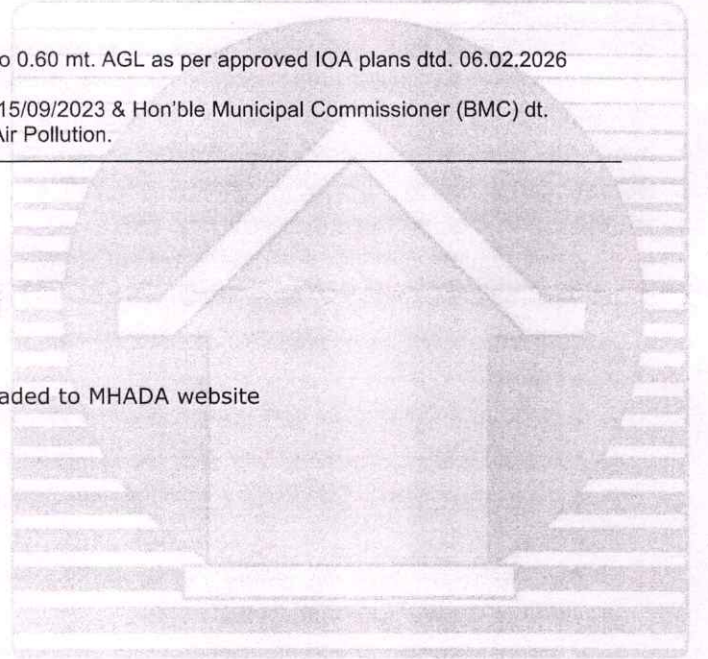 o 0.60 mt. AGL as per approved IOA plans dtd. 06.02.2026
15/09/2023 & Hon'ble Municipal Commissioner (BMC) dt.
Air Pollution.
aded to MHADA website